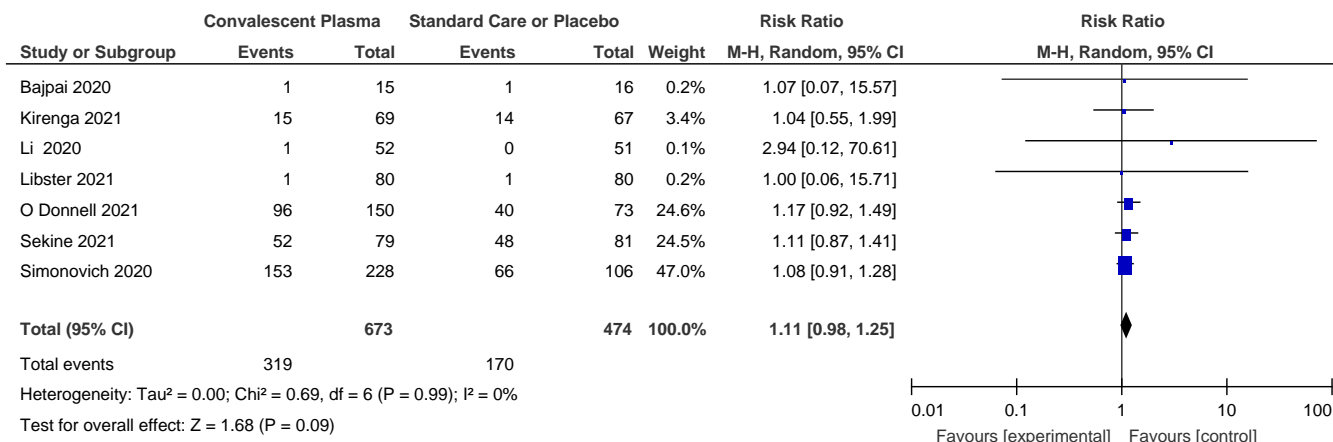 Convalescent Plasma Standard Care or Placebo Risk Ratio Risk Ratio
Study or Subgroup Events Total Events Total Weight M-H, Random, 95% CI M-H, Random, 95% CI
Bajpai 2020 1 15 1 16 0.2% 1.07 [0.07, 15.57]
Kirenga 2021 15 69 14 67 3.4% 1.04 [0.55, 1.99]
Li 2020 1 52 0 51 0.1% 2.94 [0.12, 70.61]
Libster 2021 1 80 1 80 0.2% 1.00 [0.06, 15.71]
O Donnell 2021 96 150 40 73 24.6% 1.17 [0.92, 1.49]
Sekine 2021 52 79 48 81 24.5% 1.11 [0.87, 1.41]
Simonovich 2020 153 228 66 106 47.0% 1.08 [0.91, 1.28]
Total (95% CI) 673 474 100.0% 1.11 [0.98, 1.25]
Total events 319 170
Heterogeneity: Tau² = 0.00; Chi² = 0.69, df = 6 (P = 0.99); I² = 0%
Test for overall effect: Z = 1.68 (P = 0.09)
0.01 0.1 1 10 100
Favours [experimental] Favours [control]